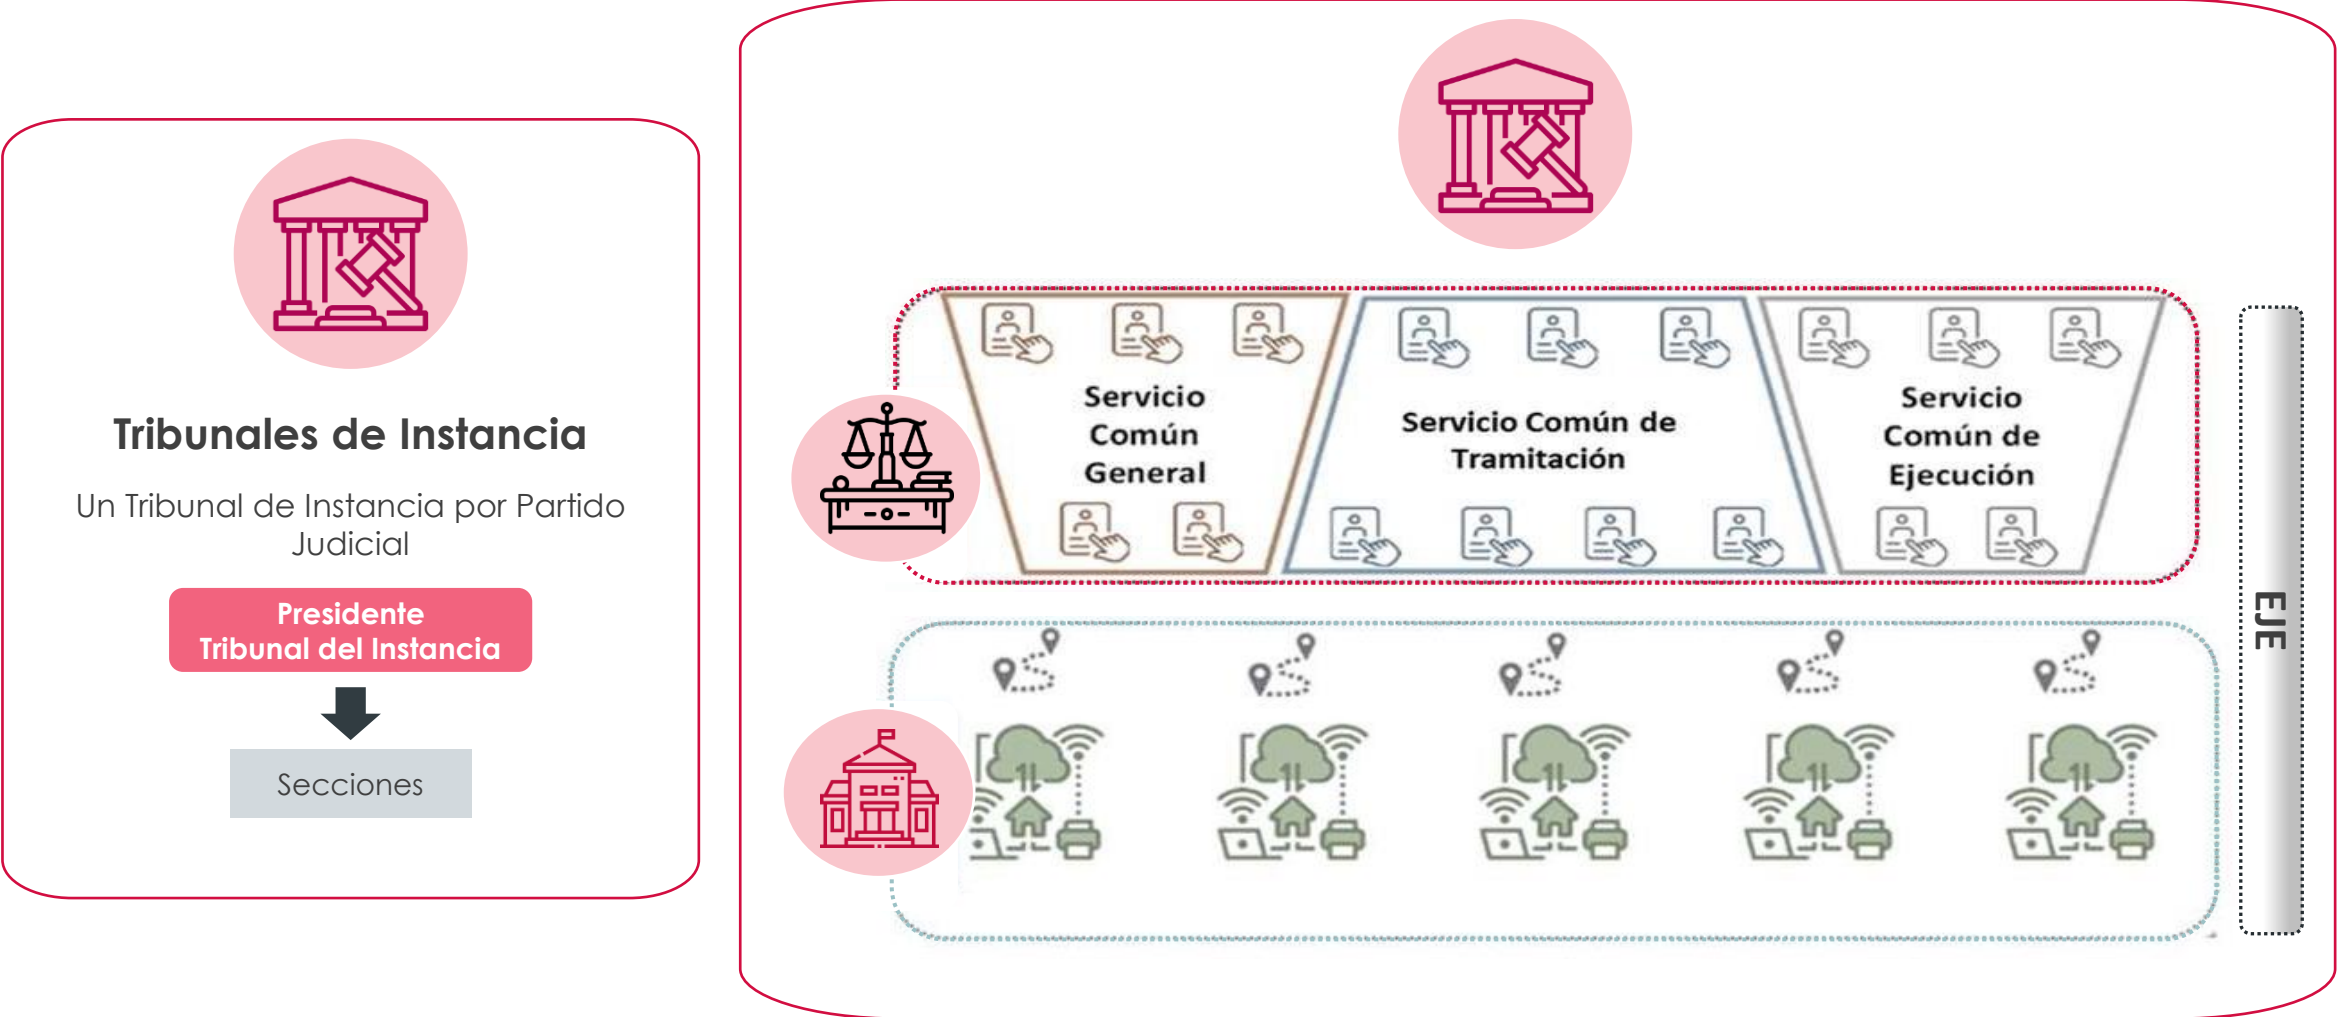 Tribunales de Instancia
Un Tribunal de Instancia por Partido
Judicial
Presidente
Tribunal del Instancia
Secciones
Servicio
Común
General
Servicio Común de
Tramitación
Servicio
Común de
Ejecución
EJE